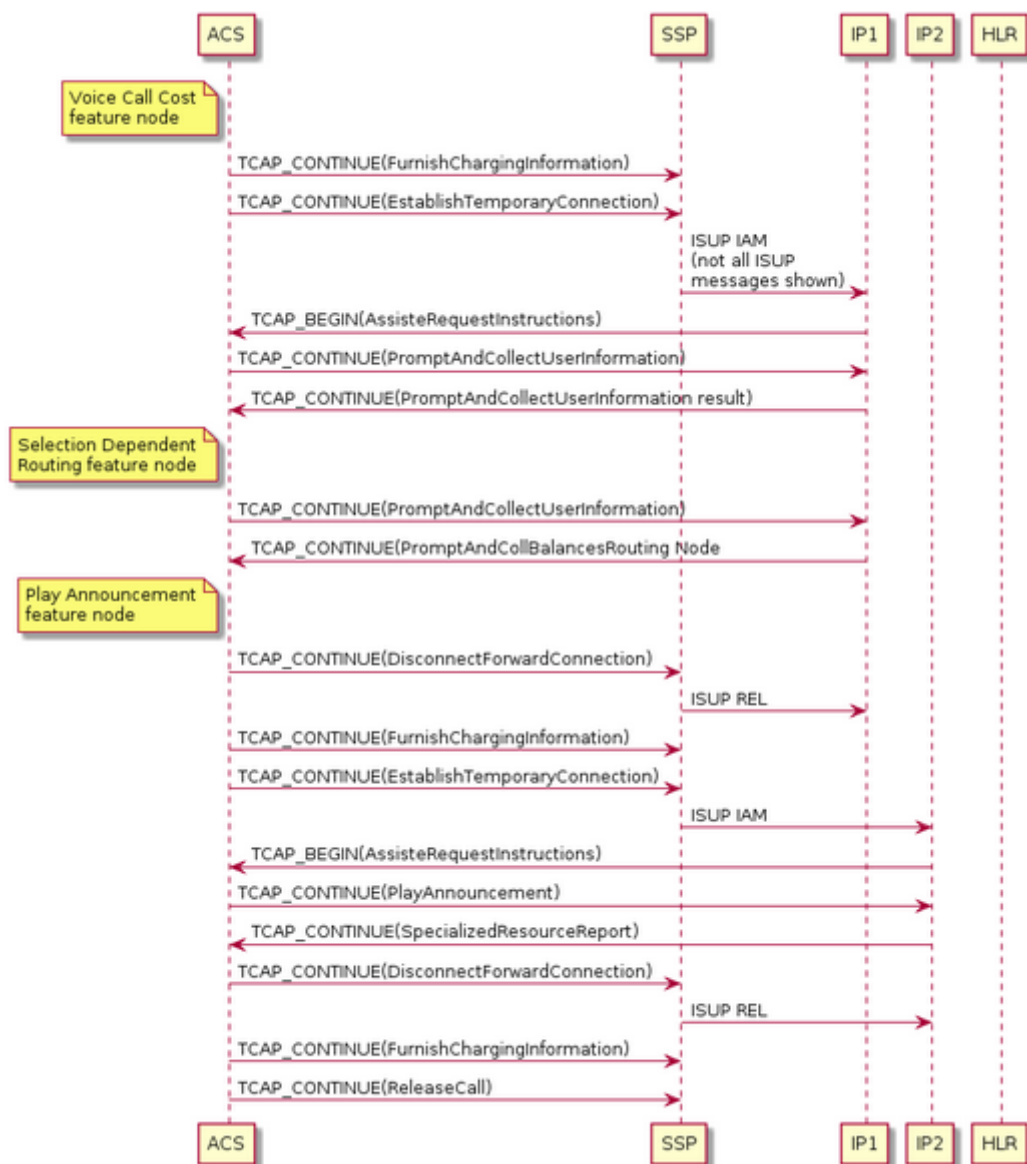 ACS SSP IP1 IP2 HLR
Voice Call Cost
feature node
TCAP_CONTINUE(FurnishChargingInformation)
TCAP_CONTINUE(EstablishTemporaryConnection)
ISUP IAM
(not all ISUP
messages shown)
TCAP_BEGIN(AssisteRequestInstructions)
TCAP_CONTINUE(PromptAndCollectUserInformation)
TCAP_CONTINUE(PromptAndCollectUserInformation result)
Selection Dependent
Routing feature node
TCAP_CONTINUE(PromptAndCollectUserInformation)
TCAP_CONTINUE(PromptAndCollBalancesRouting Node
Play Announcement
feature node
TCAP_CONTINUE(DisconnectForwardConnection)
ISUP REL
TCAP_CONTINUE(FurnishChargingInformation)
TCAP_CONTINUE(EstablishTemporaryConnection)
ISUP IAM
TCAP_BEGIN(AssisteRequestInstructions)
TCAP_CONTINUE(PlayAnnouncement)
TCAP_CONTINUE(SpecializedResourceReport)
TCAP_CONTINUE(DisconnectForwardConnection)
ISUP REL
TCAP_CONTINUE(FurnishChargingInformation)
TCAP_CONTINUE(ReleaseCall)
ACS SSP IP1 IP2 HLR